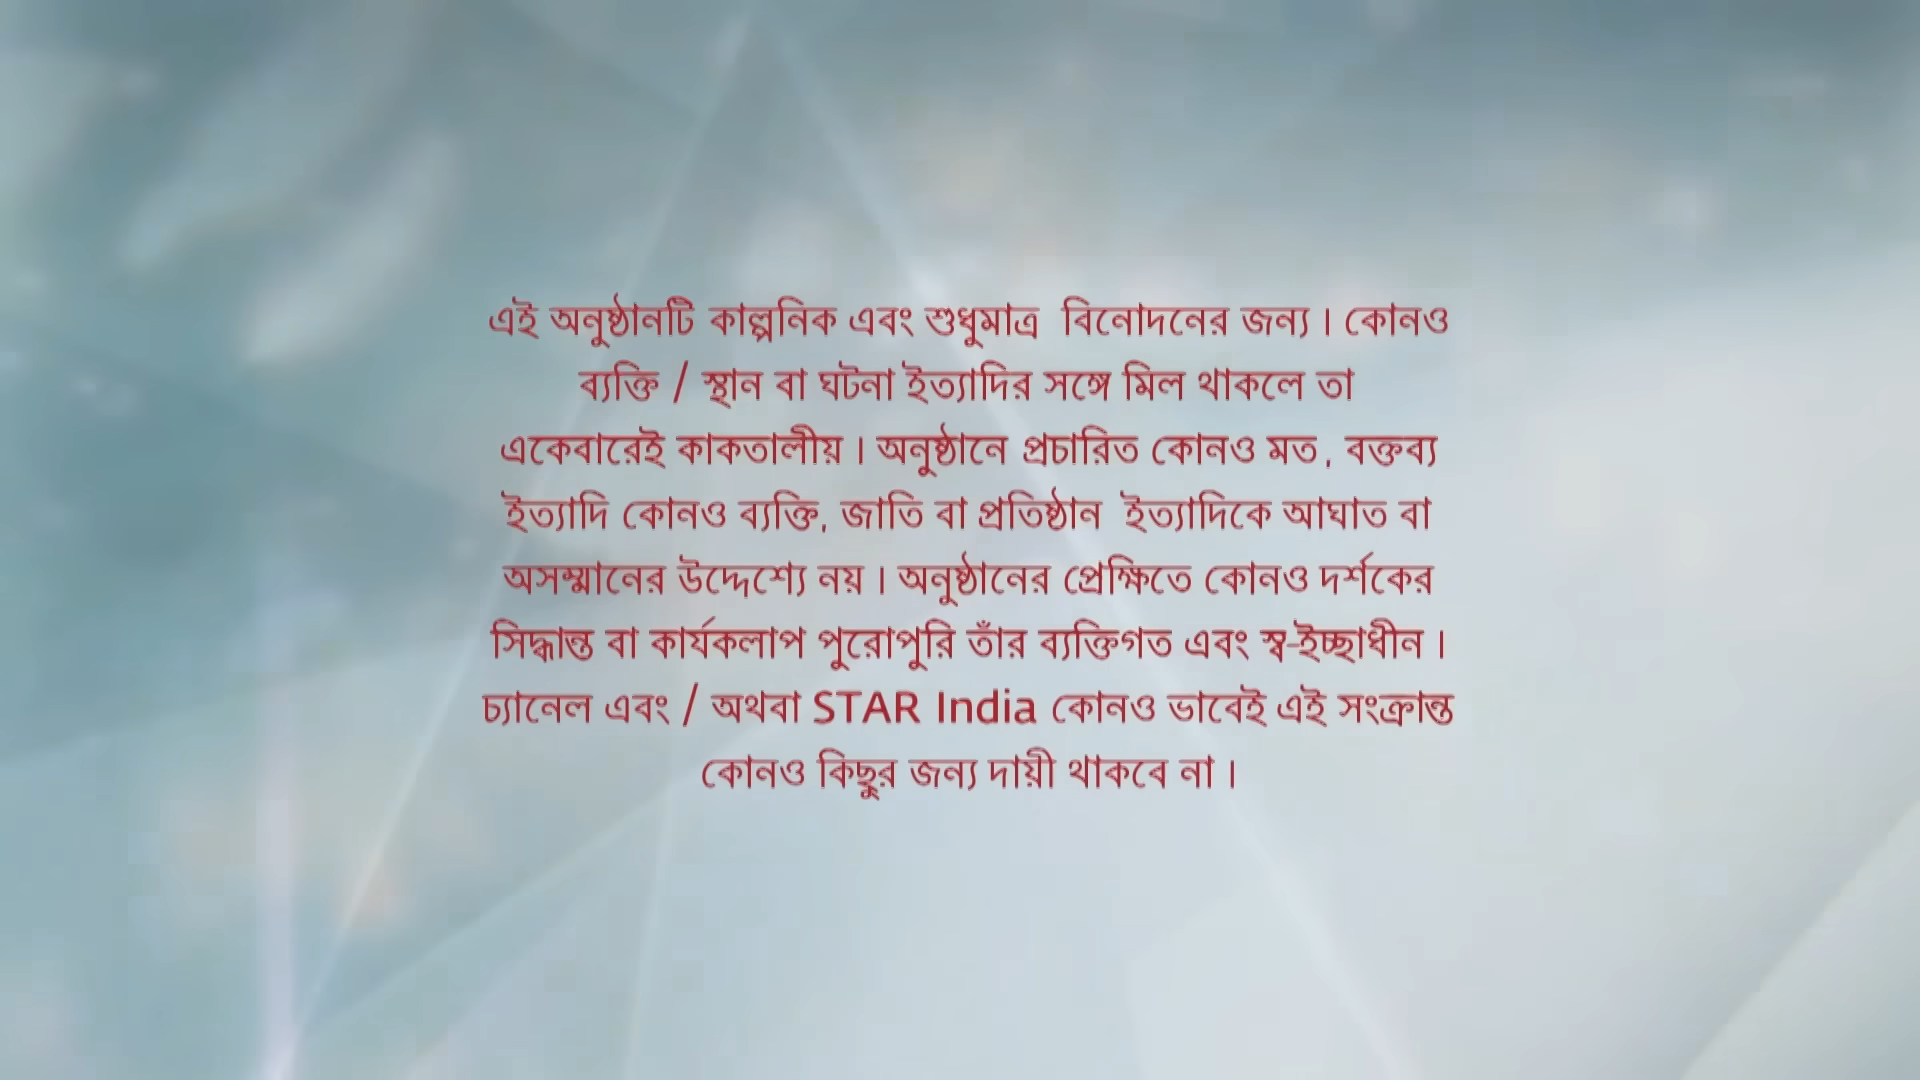 এই অনুষ্ঠানটি কাল্পনিক এবং শুধুমাত্র বিনোদনের জন্য । কোনও
ব্যক্তি / স্থান বা ঘটনা ইত্যাদির সঙ্গে মিল থাকলে তা
একেবারেই কাকতালীয় । অনুষ্ঠানে প্রচারিত কোনও মত, বক্তব্য
ইত্যাদি কোনও ব্যক্তি, জাতি বা প্রতিষ্ঠান ইত্যাদিকে আঘাত বা
অসম্মানের উদ্দেশ্যে নয় । অনুষ্ঠানের প্রেক্ষিতে কোনও দর্শকের
সিদ্ধান্ত বা কার্যকলাপ পুরোপুরি তাঁর ব্যক্তিগত এবং স্ব-ইচ্ছাধীন ।
চ্যানেল এবং / অথবা STAR India কোনও ভাবেই এই সংক্রান্ত
কোনও কিছুর জন্য দায়ী থাকবে না ।